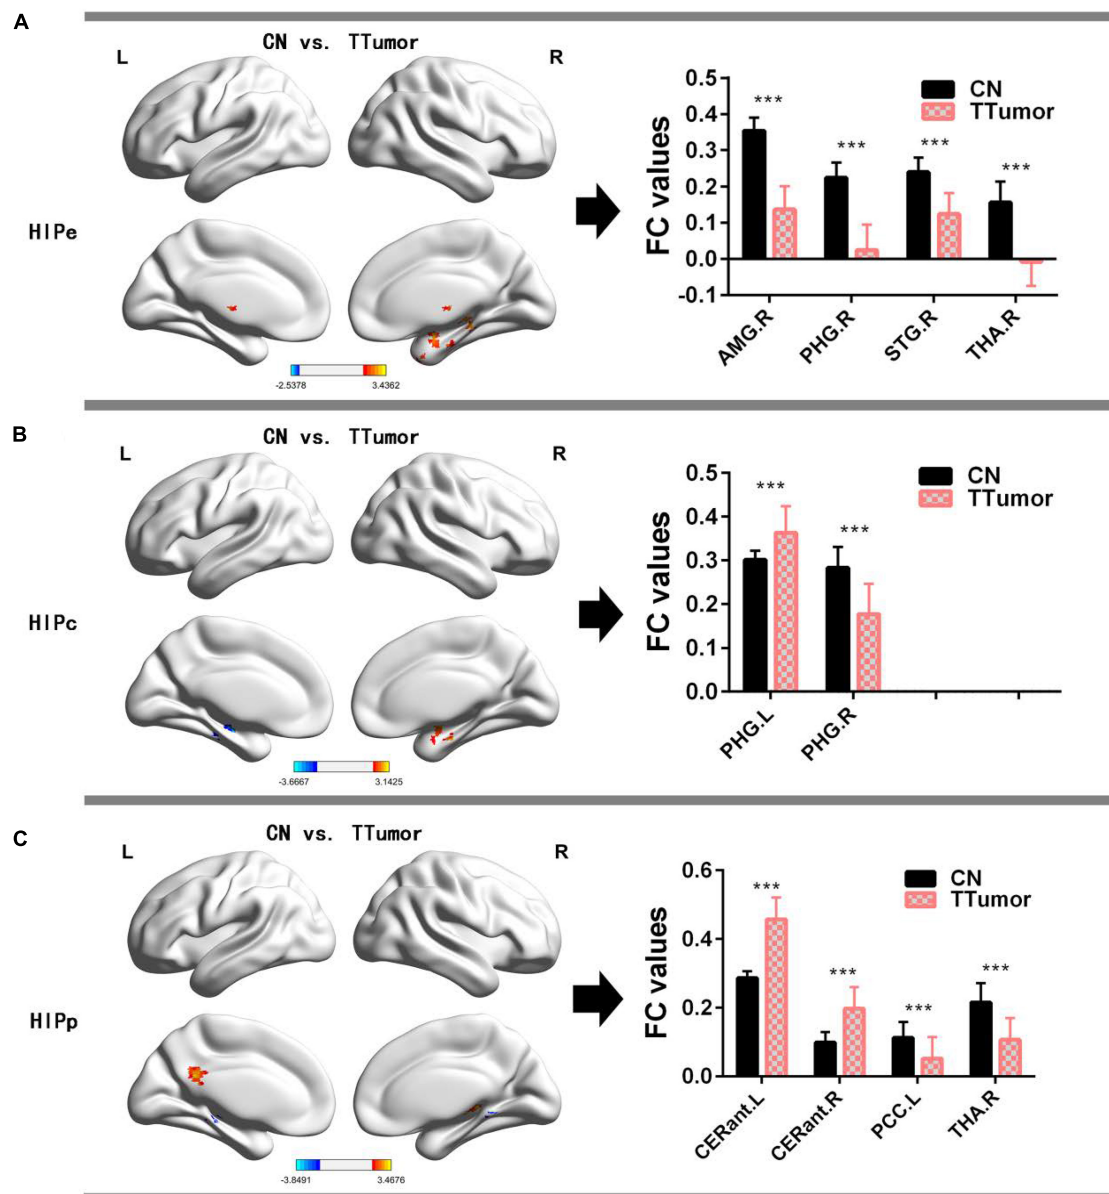 A
CN vs. TTumor
L
R
HIPe
-2.5378
3.4362
FC values
0.5
0.4
0.3
0.2
0.1
0.0
-0.1
***
***
***
***
CN
TTumor
AMG.R
PHG.R
STG.R
THA.R
B
CN vs. TTumor
L
R
HIPc
-3.6667
3.1425
FC values
0.5
0.4
0.3
0.2
0.1
0.0
***
***
CN
TTumor
PHG.L
PHG.R
C
CN vs. TTumor
L
R
HIPp
-3.8491
3.4676
FC values
0.6
0.4
0.2
0.0
***
***
***
***
CN
TTumor
CERant.L
CERant.R
PCC.L
THA.R